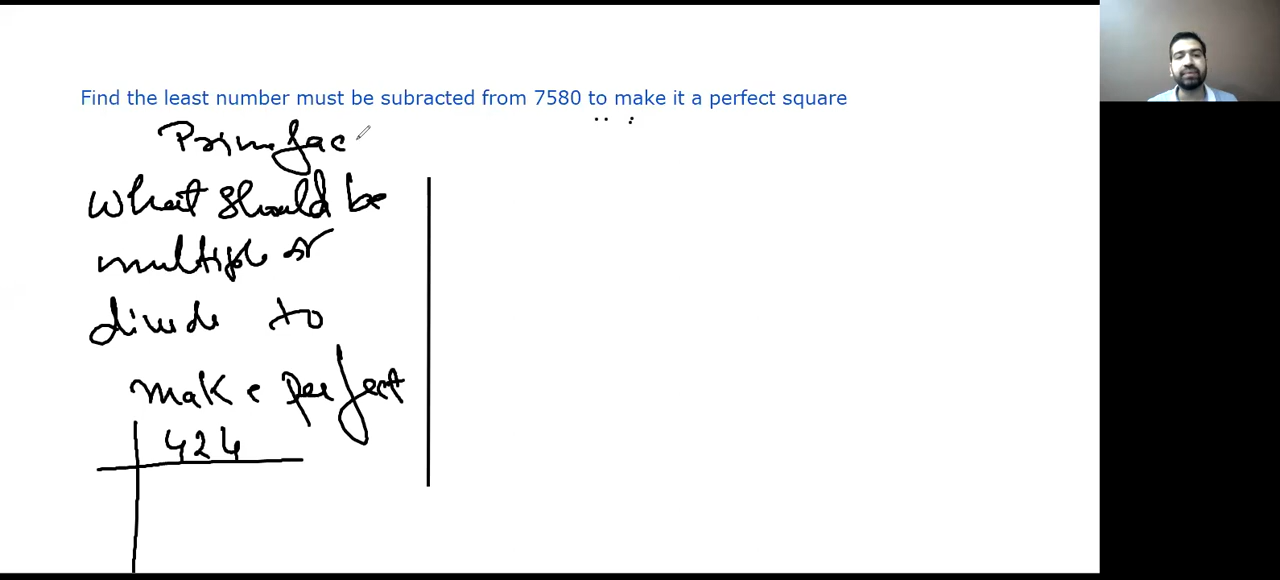 Find the least number must be subracted from 7580 to make it a perfect square
Prime fac
What should be
multiple or
divide to
make perfect
424